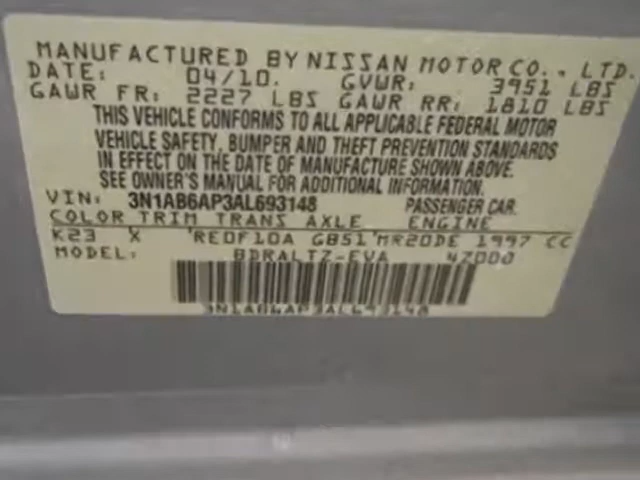 MANUFACTURED BY NISSAN MOTOR CO., LTD.
DATE: 04/10. GVWR: 3951 LBS
GAWR FR: 2227 LBS GAWR RR: 1810 LBS
THIS VEHICLE CONFORMS TO ALL APPLICABLE FEDERAL MOTOR
VEHICLE SAFETY, BUMPER AND THEFT PREVENTION STANDARDS
IN EFFECT ON THE DATE OF MANUFACTURE SHOWN ABOVE.
SEE OWNER'S MANUAL FOR ADDITIONAL INFORMATION.
VIN: 3N1AB6AP3AL693148 PASSENGER CAR
COLOR TRIM TRANS AXLE ENGINE
K23 X RE0F10A GB51 MR20DE 1997 CC
MODEL: BDRALTZ-EVA 4Z000
3N1AB6AP3AL693148